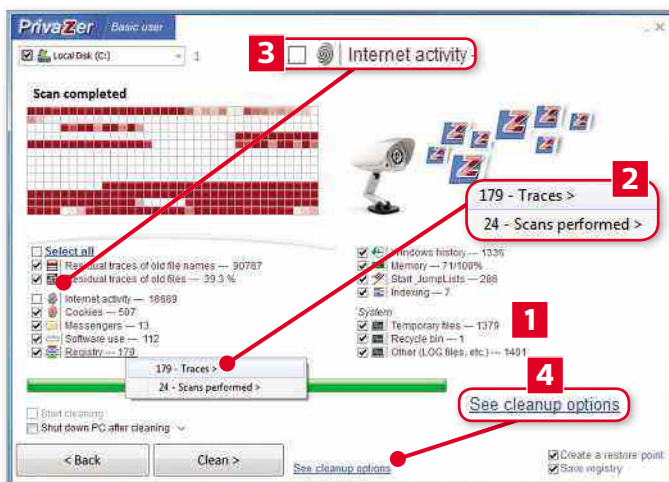 PrivaZer Basic user
Local Disk (C:) 1
3 Internet activity
Scan completed
2
179 - Traces >
24 - Scans performed >
Select all
Residual traces of old file names --- 90787
Residual traces of old files --- 39.3 %
Internet activity --- 18689
Cookies --- 597
Messengers --- 13
Software use --- 112
Registry --- 179
Windows history --- 1336
Memory --- 71/100%
Start JumpLists --- 288
Indexing --- 7
System
Temporary files --- 1379
Recycle bin --- 1
Other (LOG files, etc.) --- 1401
1
179 - Traces >
24 - Scans performed >
4
See cleanup options
Start cleaning
Shut down PC after cleaning
< Back
Clean >
See cleanup options
Create a restore point
Save registry